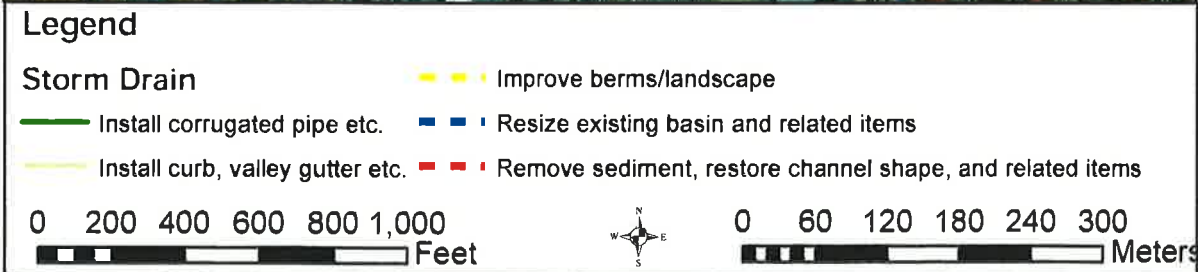 Legend
Storm Drain
Install corrugated pipe etc.
Install curb, valley gutter etc.
Improve berms/landscape
Resize existing basin and related items
Remove sediment, restore channel shape, and related items
0 200 400 600 800 1,000
Feet
N
W E
S
0 60 120 180 240 300
Meters